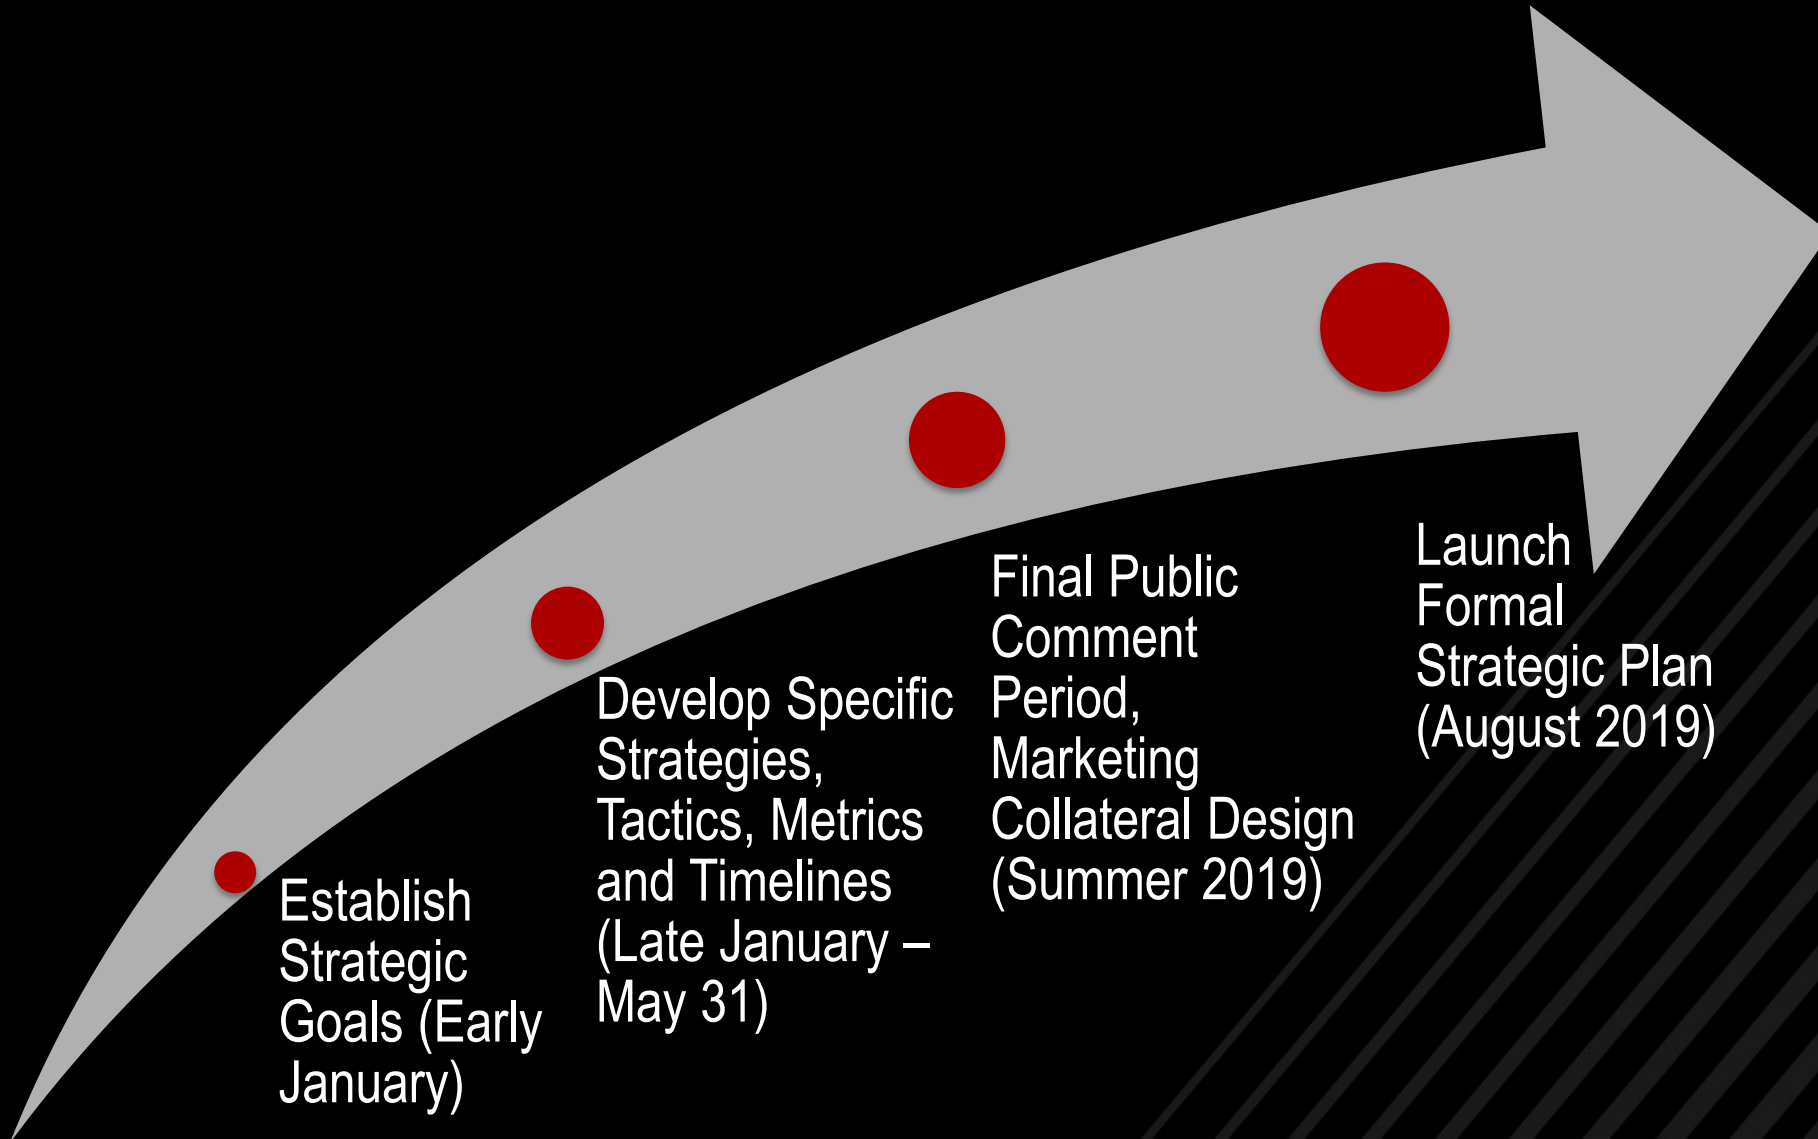 Establish
Strategic
Goals (Early
January)
Develop Specific
Strategies,
Tactics, Metrics
and Timelines
(Late January –
May 31)
Final Public
Comment
Period,
Marketing
Collateral Design
(Summer 2019)
Launch
Formal
Strategic Plan
(August 2019)